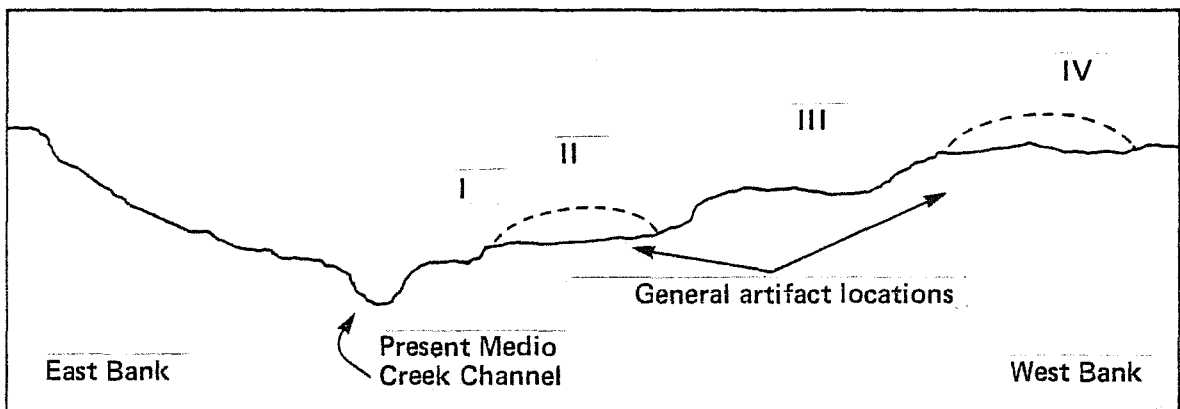 IV
III
II
I
General artifact locations
Present Medio
Creek Channel
East Bank
West Bank